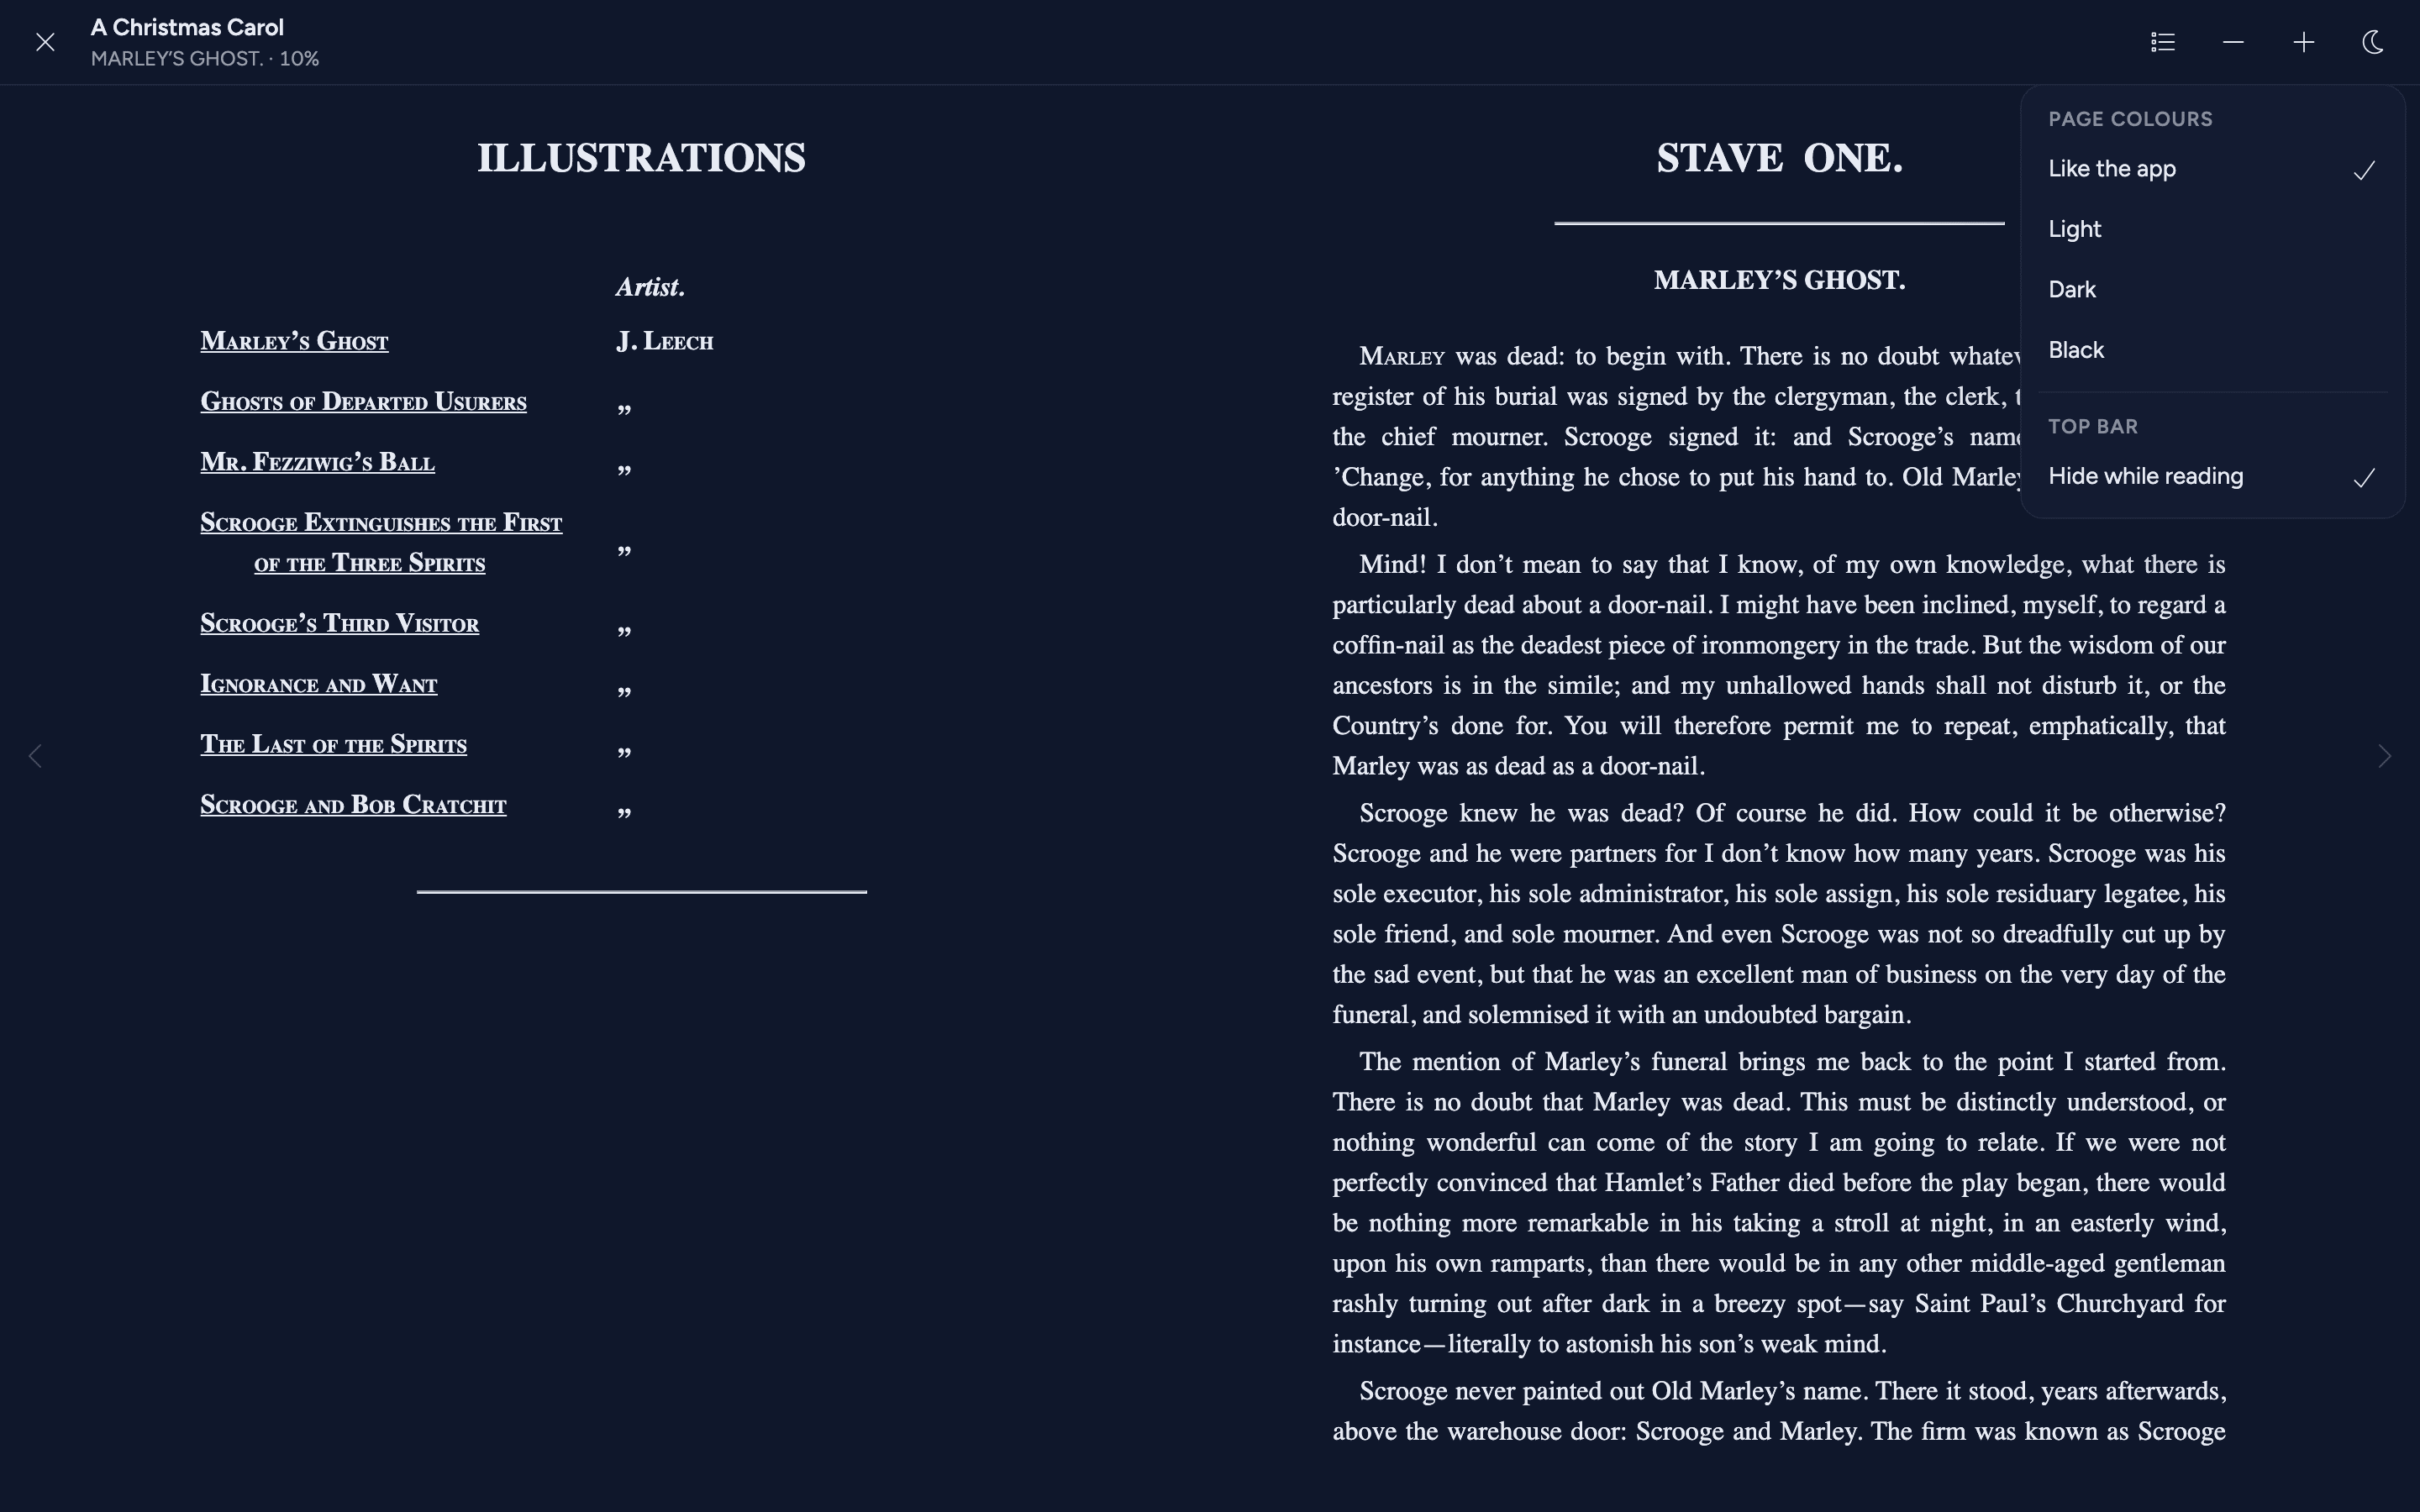 A Christmas Carol
MARLEY’S GHOST. · 10%
ILLUSTRATIONS
Artist.
Marley’s Ghost J. Leech
Ghosts of Departed Usurers „
Mr. Fezziwig’s Ball „
Scrooge Extinguishes the First
of the Three Spirits „
Scrooge’s Third Visitor „
Ignorance and Want „
The Last of the Spirits „
Scrooge and Bob Cratchit „
STAVE ONE.
MARLEY’S GHOST.
Marley was dead: to begin with. There is no doubt
register of his burial was signed by the clergyman, the clerk,
the chief mourner. Scrooge signed it: and Scrooge’s
’Change, for anything he chose to put his hand to. Old
door-nail.
Mind! I don’t mean to say that I know, of my own knowledge, what there is
particularly dead about a door-nail. I might have been inclined, myself, to regard a
coffin-nail as the deadest piece of ironmongery in the trade. But the wisdom of our
ancestors is in the simile; and my unhallowed hands shall not disturb it, or the
Country’s done for. You will therefore permit me to repeat, emphatically, that
Marley was as dead as a door-nail.
Scrooge knew he was dead? Of course he did. How could it be otherwise?
Scrooge and he were partners for I don’t know how many years. Scrooge was his
sole executor, his sole administrator, his sole assign, his sole residuary legatee, his
sole friend, and sole mourner. And even Scrooge was not so dreadfully cut up by
the sad event, but that he was an excellent man of business on the very day of the
funeral, and solemnised it with an undoubted bargain.
The mention of Marley’s funeral brings me back to the point I started from.
There is no doubt that Marley was dead. This must be distinctly understood, or
nothing wonderful can come of the story I am going to relate. If we were not
perfectly convinced that Hamlet’s Father died before the play began, there would
be nothing more remarkable in his taking a stroll at night, in an easterly wind,
upon his own ramparts, than there would be in any other middle-aged gentleman
rashly turning out after dark in a breezy spot—say Saint Paul’s Churchyard for
instance—literally to astonish his son’s weak mind.
Scrooge never painted out Old Marley’s name. There it stood, years afterwards,
above the warehouse door: Scrooge and Marley. The firm was known as Scrooge
PAGE COLOURS
Like the app
Light
Dark
Black
TOP BAR
Hide while reading